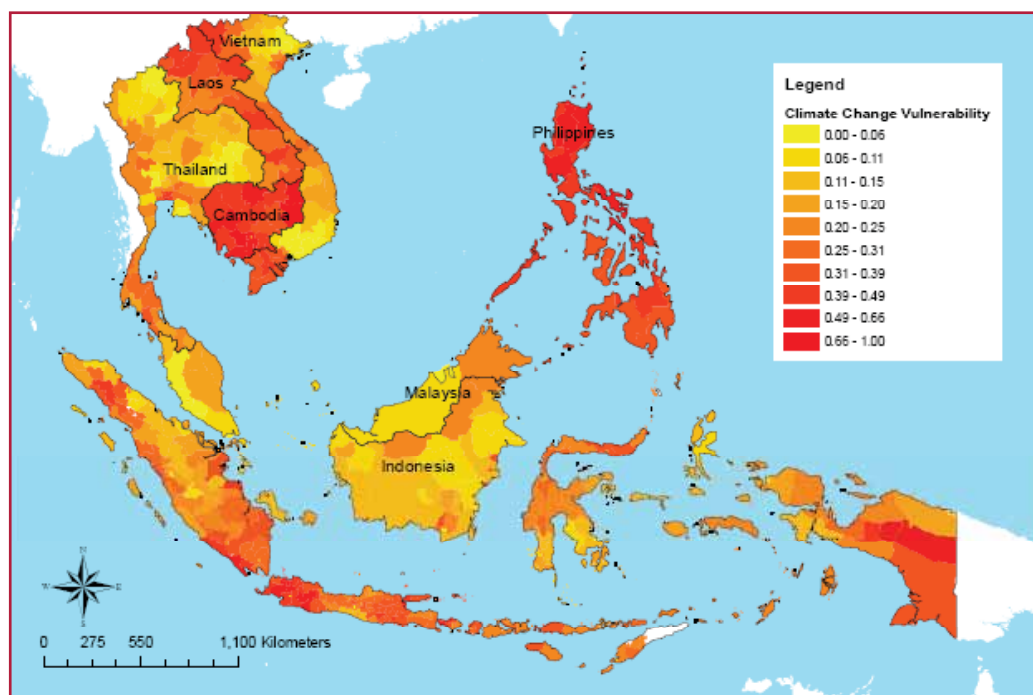 Vietnam
Laos
Thailand
Cambodia
Philippines
Malaysia
Indonesia
Legend
Climate Change Vulnerability
0.00 - 0.06
0.05 - 0.11
0.11 - 0.15
0.15 - 0.20
0.20 - 0.25
0.25 - 0.31
0.31 - 0.39
0.39 - 0.49
0.49 - 0.66
0.66 - 1.00
N
W E
S
0 275 550 1,100 Kilometers